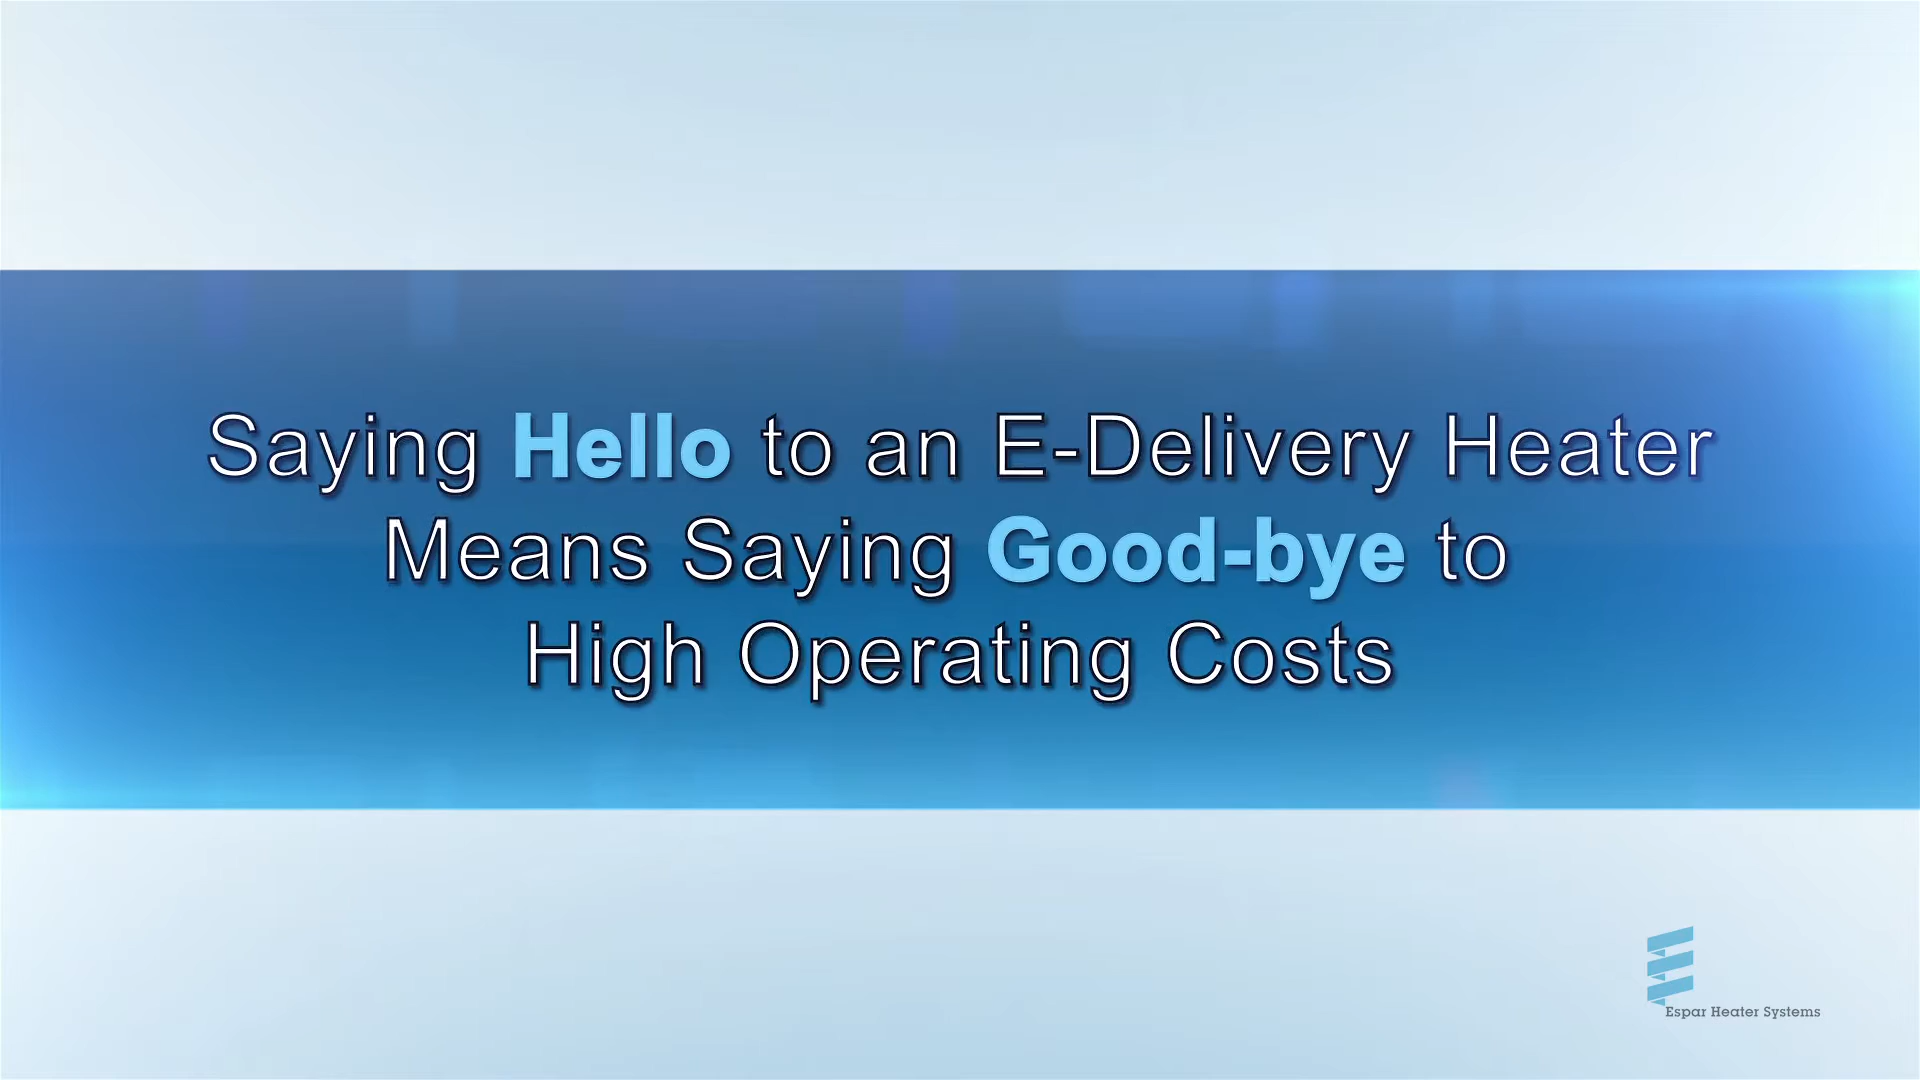 Saying Hello to an E-Delivery Heater
Means Saying Good-bye to
High Operating Costs
Espar Heater Systems